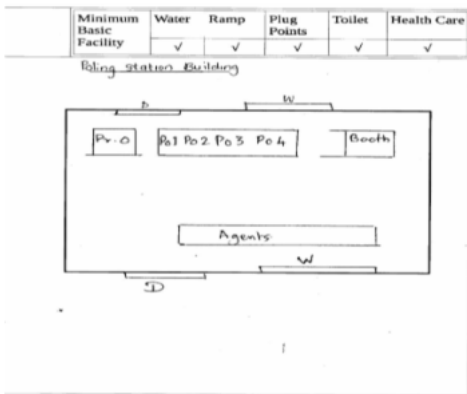 Minimum Basic Facility Water Ramp Plug Points Toilet Health Care
✓ ✓ ✓ ✓ ✓
Poling station Building
D W
Pr.O Po1 Po2 Po3 Po4 Booth
Agents
W
D